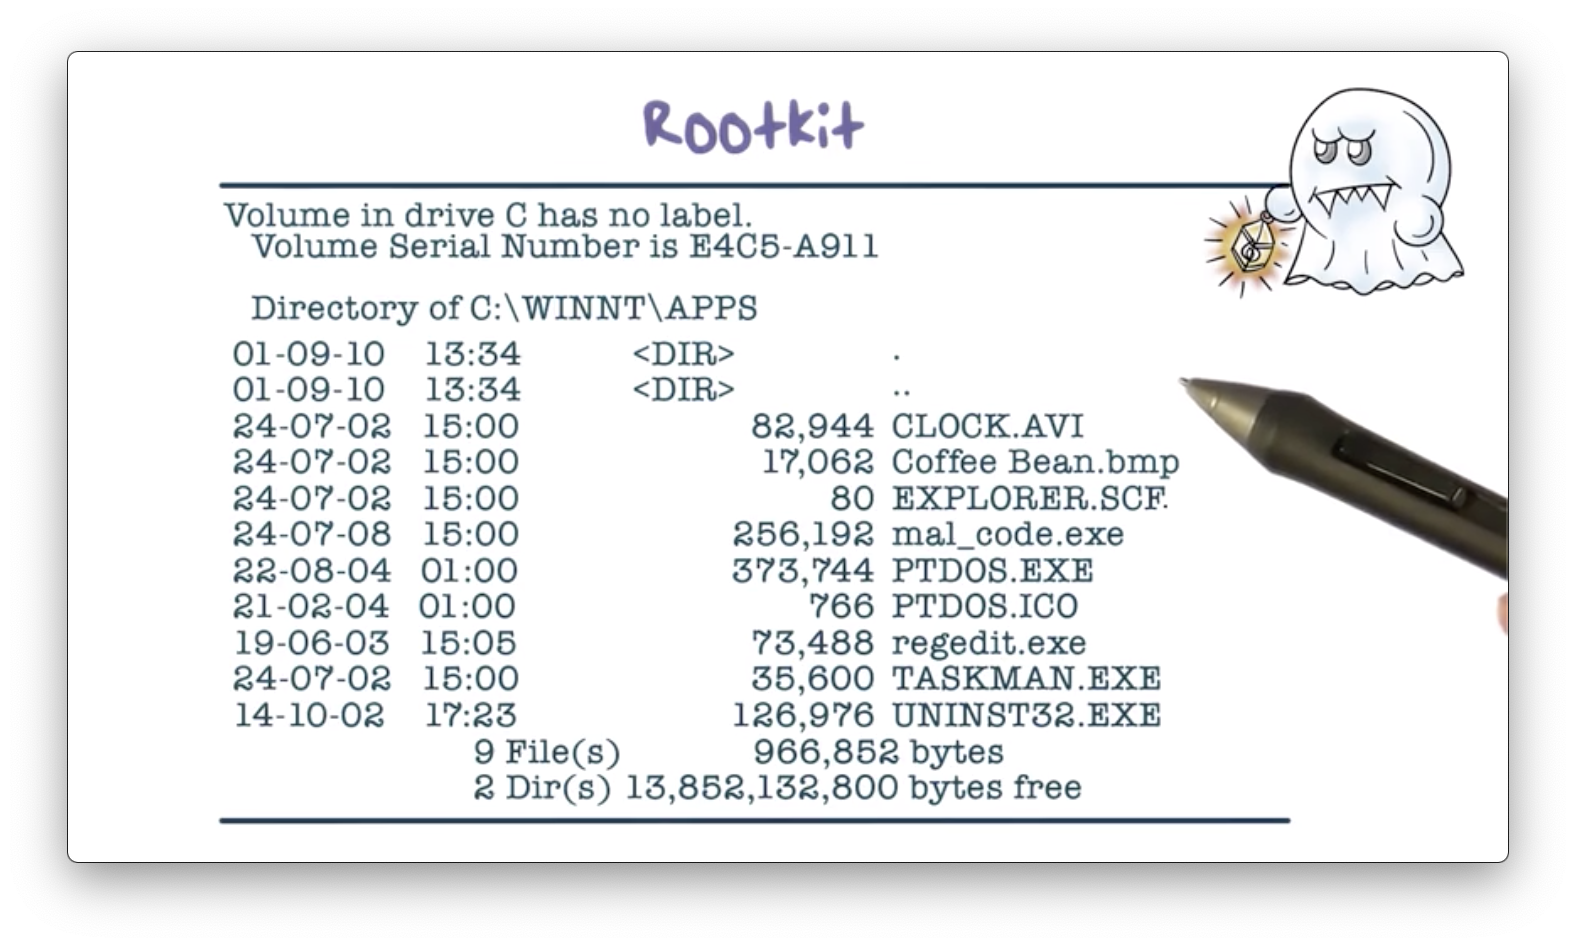 Rootkit
Volume in drive C has no label.
Volume Serial Number is E4C5-A911
Directory of C:\WINNT\APPS
01-09-10 13:34 <DIR> .
01-09-10 13:34 <DIR> ..
24-07-02 15:00 82,944 CLOCK.AVI
24-07-02 15:00 17,062 Coffee Bean.bmp
24-07-02 15:00 80 EXPLORER.SCF.
24-07-08 15:00 256,192 mal_code.exe
22-08-04 01:00 373,744 PTDOS.EXE
21-02-04 01:00 766 PTDOS.ICO
19-06-03 15:05 73,488 regedit.exe
24-07-02 15:00 35,600 TASKMAN.EXE
14-10-02 17:23 126,976 UNINST32.EXE
9 File(s) 966,852 bytes
2 Dir(s) 13,852,132,800 bytes free